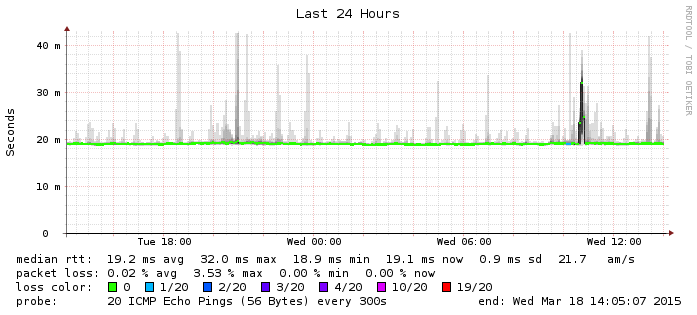 Last 24 Hours
RRDTOOL / TOBI OETIKER
Seconds
40 m
30 m
20 m
10 m
0
Tue 18:00 Wed 00:00 Wed 06:00 Wed 12:00
median rtt: 19.2 ms avg 32.0 ms max 18.9 ms min 19.1 ms now 0.9 ms sd 21.7 am/s
packet loss: 0.02 % avg 3.53 % max 0.00 % min 0.00 % now
loss color: 0 1/20 2/20 3/20 4/20 10/20 19/20
probe: 20 ICMP Echo Pings (56 Bytes) every 300s end: Wed Mar 18 14:05:07 2015